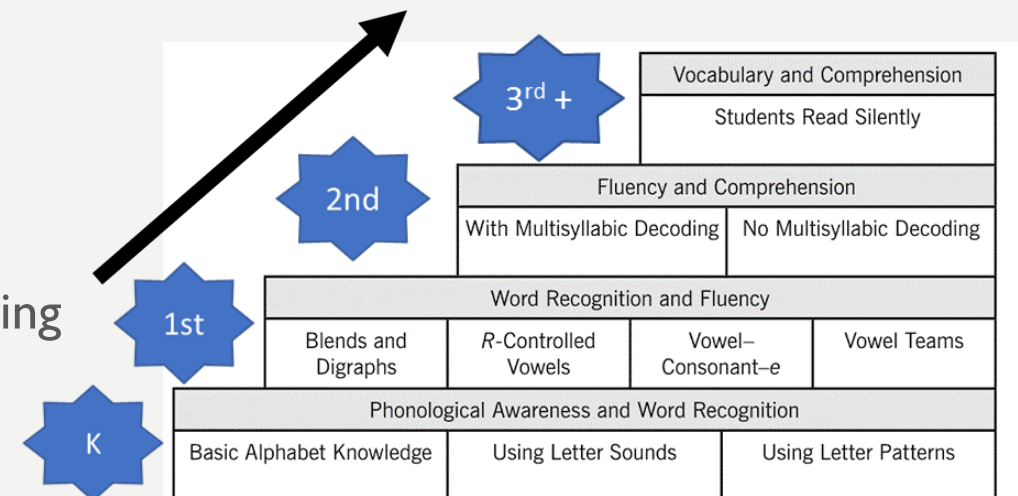 3rd +
Vocabulary and Comprehension
Students Read Silently
2nd
Fluency and Comprehension
With Multisyllabic Decoding
No Multisyllabic Decoding
ing
1st
Word Recognition and Fluency
Blends and
Digraphs
R-Controlled
Vowels
Vowel–
Consonant–e
Vowel Teams
K
Phonological Awareness and Word Recognition
Basic Alphabet Knowledge
Using Letter Sounds
Using Letter Patterns